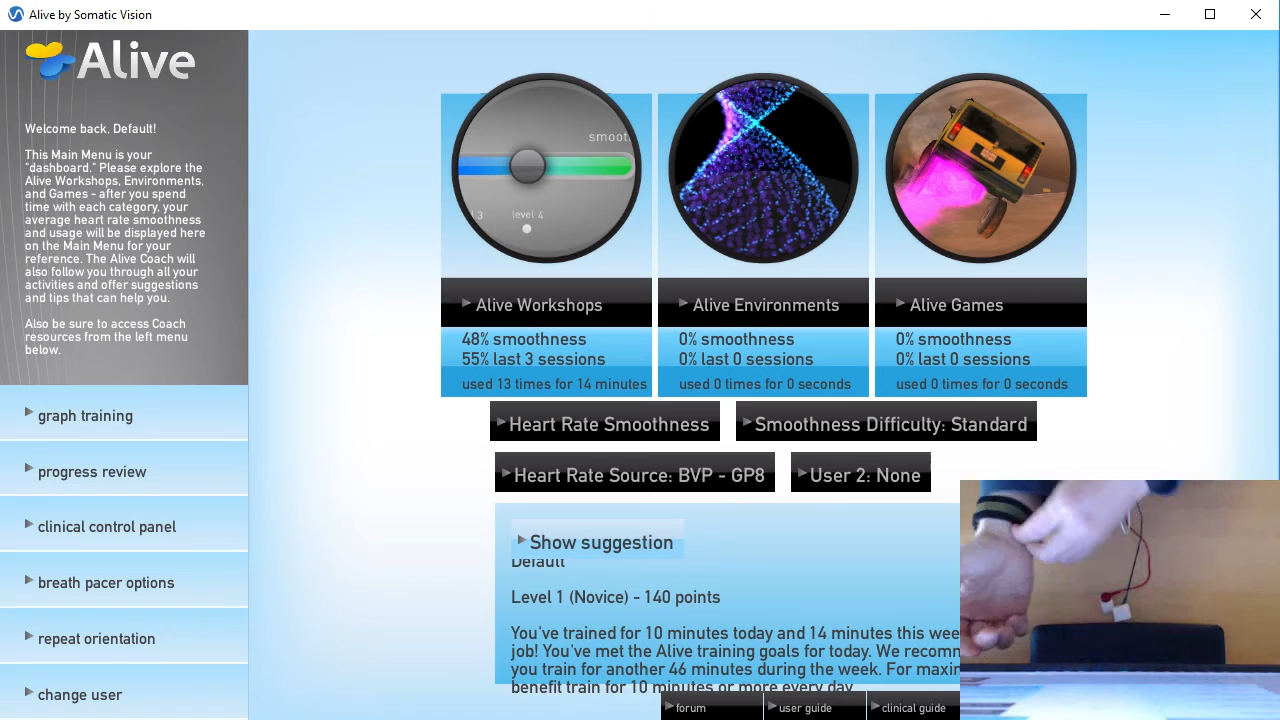 Alive by Somatic Vision
Alive
Welcome back, Default!
This Main Menu is your
"dashboard." Please explore the
Alive Workshops, Environments,
and Games - after you spend
time with each category, your
average heart rate smoothness
and usage will be displayed here
on the Main Menu for your
reference. The Alive Coach will
also follow you through all your
activities and offer suggestions
and tips that can help you.
Also be sure to access Coach
resources from the left menu
below.
graph training
progress review
clinical control panel
breath pacer options
repeat orientation
change user
smoot
3 level 4
Alive Workshops
48% smoothness
55% last 3 sessions
used 13 times for 14 minutes
Alive Environments
0% smoothness
0% last 0 sessions
used 0 times for 0 seconds
Alive Games
0% smoothness
0% last 0 sessions
used 0 times for 0 seconds
Heart Rate Smoothness
Smoothness Difficulty: Standard
Heart Rate Source: BVP - GP8
User 2: None
Show suggestion
Default
Level 1 (Novice) - 140 points
You've trained for 10 minutes today and 14 minutes this wee
job! You've met the Alive training goals for today. We recomm
you train for another 46 minutes during the week. For maxi
benefit train for 10 minutes or more every day
forum
user guide
clinical guide